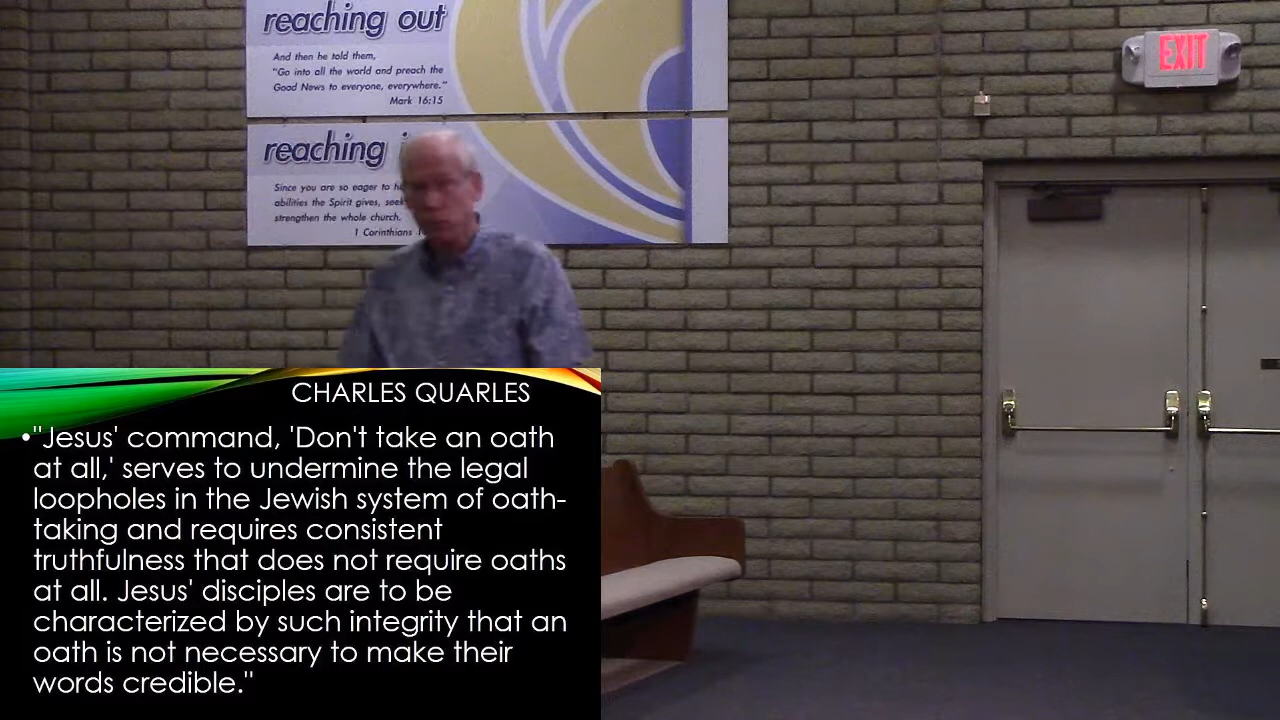 reaching out
And then he told them,
"Go into all the world and preach the
Good News to everyone, everywhere."
Mark 16:15
EXIT
reaching
Since you are so eager to
abilities the Spirit gives,
strengthen the whole church.
1 Corinthians
CHARLES QUARLES
•"Jesus' command, 'Don't take an oath
at all,' serves to undermine the legal
loopholes in the Jewish system of oath-
taking and requires consistent
truthfulness that does not require oaths
at all. Jesus' disciples are to be
characterized by such integrity that an
oath is not necessary to make their
words credible."